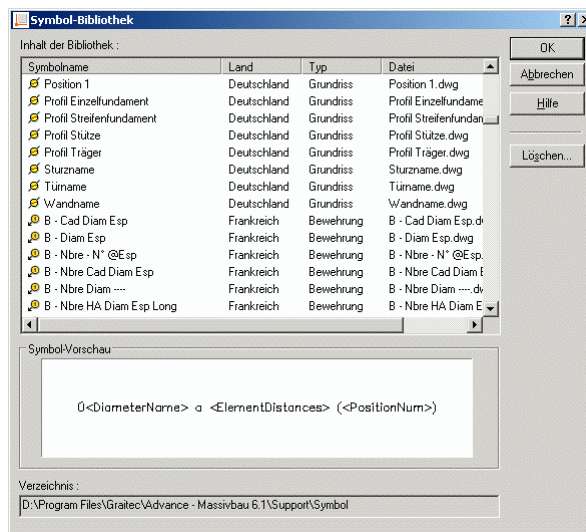 Symbol-Bibliothek
Inhalt der Bibliothek :
Symbolname Land Typ Datei
Position 1 Deutschland Grundriss Position 1.dwg
Profil Einzelfundament Deutschland Grundriss Profil Einzelfundame
Profil Streifenfundament Deutschland Grundriss Profil Streifenfundan
Profil Stütze Deutschland Grundriss Profil Stütze.dwg
Profil Träger Deutschland Grundriss Profil Träger.dwg
Sturzname Deutschland Grundriss Sturzname.dwg
Türname Deutschland Grundriss Türname.dwg
Wandname Deutschland Grundriss Wandname.dwg
B - Cad Diam Esp Frankreich Bewehrung B - Cad Diam Esp.d
B - Diam Esp Frankreich Bewehrung B - Diam Esp.dwg
B - Nbre - N° @Esp Frankreich Bewehrung B - Nbre - N° @Esp.
B - Nbre Cad Diam Esp Frankreich Bewehrung B - Nbre Cad Diam E
B - Nbre Diam ---- Frankreich Bewehrung B - Nbre Diam ----.dw
B - Nbre HA Diam Esp Long Frankreich Bewehrung B - Nbre HA Diam E
OK
Abbrechen
Hilfe
Löschen...
Symbol-Vorschau
Ú<DiameterName> a <ElementDistances> (<PositionNum>)
Verzeichnis :
D:\Program Files\Graitec\Advance - Massivbau 6.1\Support\Symbol